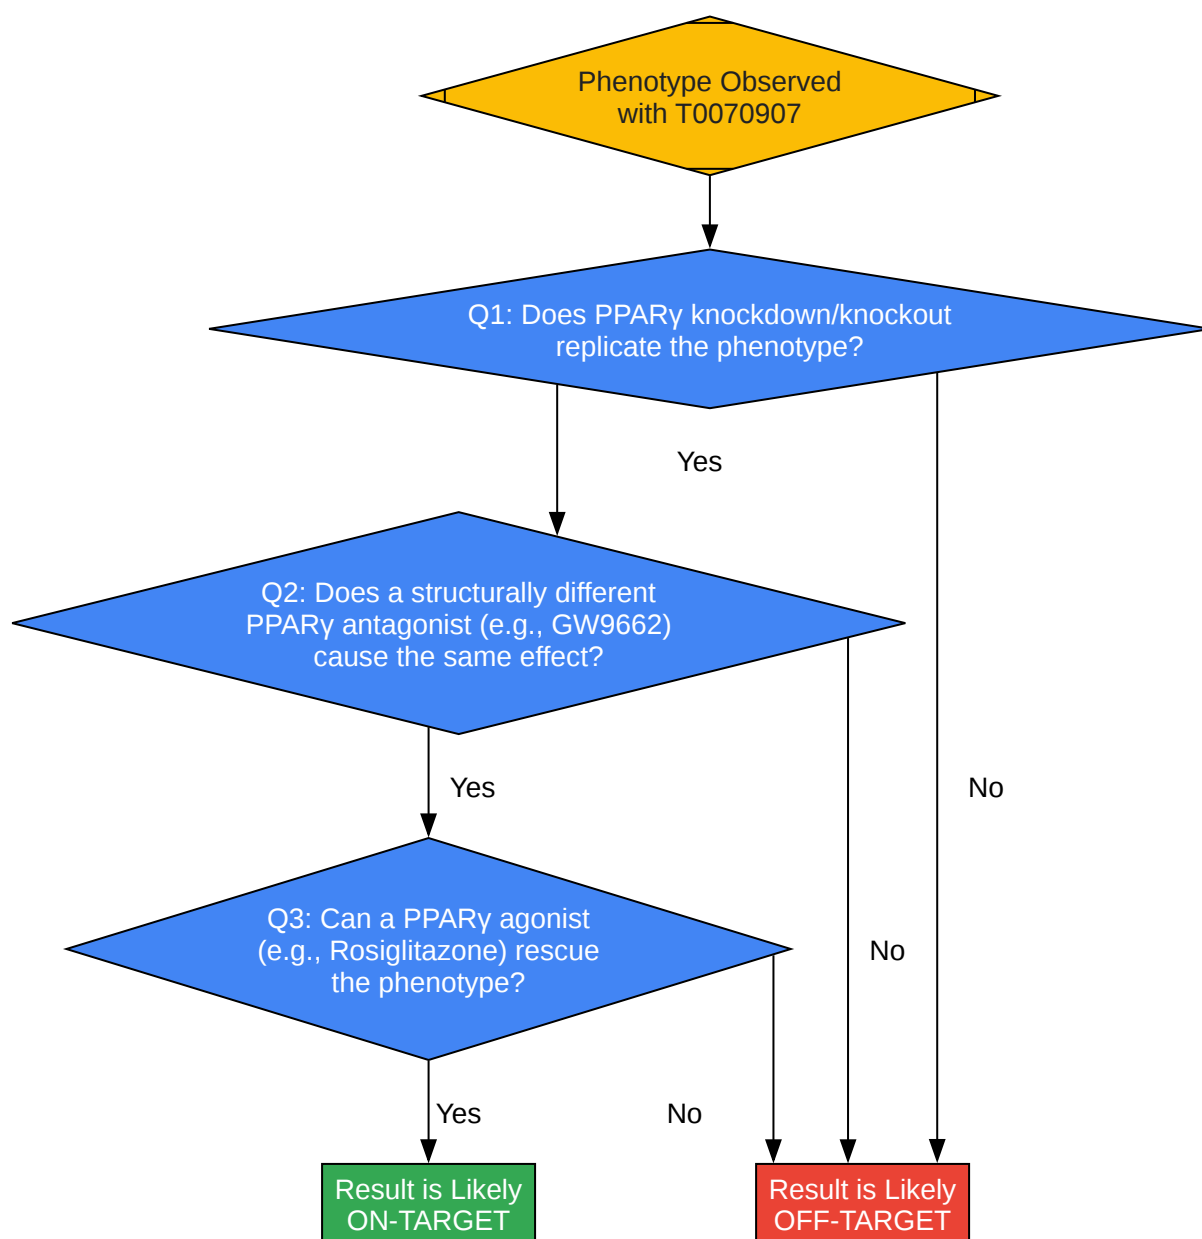 Phenotype Observed
with T0070907
Q1: Does PPARγ knockdown/knockout
replicate the phenotype?
Yes
Q2: Does a structurally different
PPARγ antagonist (e.g., GW9662)
cause the same effect?
Yes
No
Q3: Can a PPARγ agonist
(e.g., Rosiglitazone) rescue
the phenotype?
No
Yes
No
Result is Likely
ON-TARGET
Result is Likely
OFF-TARGET